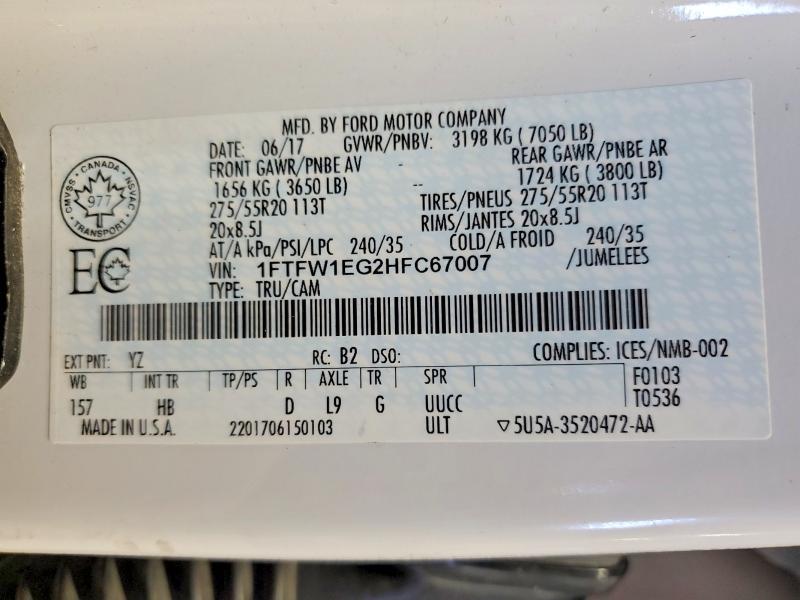 MFD. BY FORD MOTOR COMPANY
DATE: 06/17 GVWR/PNBV: 3198 KG ( 7050 LB)
FRONT GAWR/PNBE AV - REAR GAWR/PNBE AR
1656 KG ( 3650 LB) -- 1724 KG ( 3800 LB)
275/55R20 113T TIRES/PNEUS 275/55R20 113T
20x8.5J RIMS/JANTES 20x8.5J
AT/A kPa/PSI/LPC 240/35 COLD/A FROID 240/35
VIN: 1FTFW1EG2HFC67007 /JUMELEES
TYPE: TRU/CAM
CANADA
CMVSS NSVAC
977
TRANSPORT
EC
EXT PNT: YZ RC: B2 DSO: COMPLIES: ICES/NMB-002
WB INT TR TP/PS R AXLE TR SPR F0103
157 HB D L9 G UUCC T0536
MADE IN U.S.A. 2201706150103 ULT ▽5U5A-3520472-AA